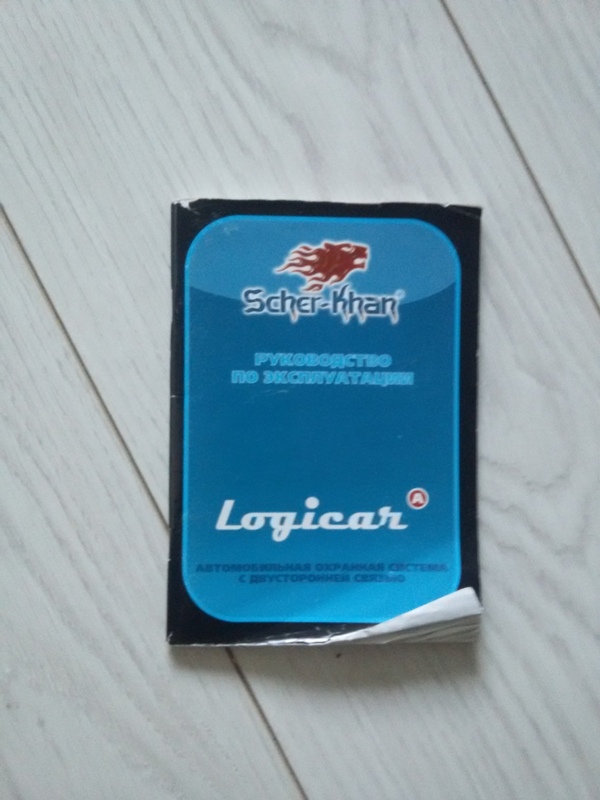 Scher-Khan®
РУКОВОДСТВО
ПО ЭКСПЛУАТАЦИИ
Logicar A
АВТОМОБИЛЬНАЯ ОХРАННАЯ СИСТЕМА
С ДВУСТОРОННЕЙ СВЯЗЬЮ